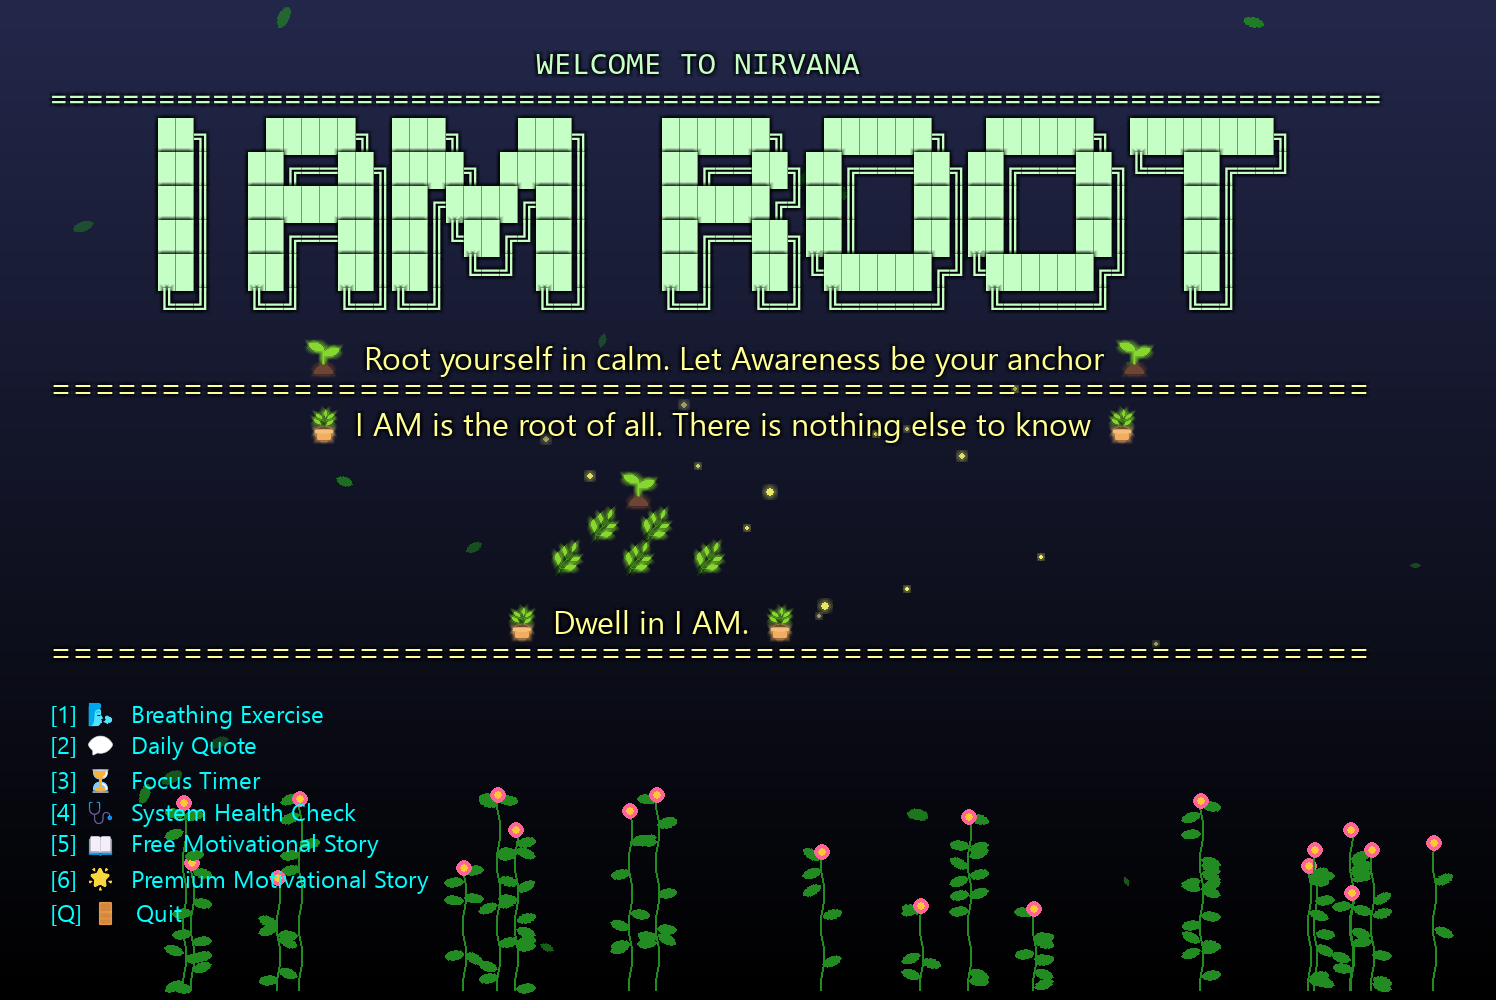 WELCOME TO NIRVANA
==========================================================================
I AM ROOT
Root yourself in calm. Let Awareness be your anchor
============================================================
I AM is the root of all. There is nothing else to know
Dwell in I AM.
============================================================
[1] Breathing Exercise
[2] Daily Quote
[3] Focus Timer
[4] System Health Check
[5] Free Motivational Story
[6] Premium Motivational Story
[Q] Quit